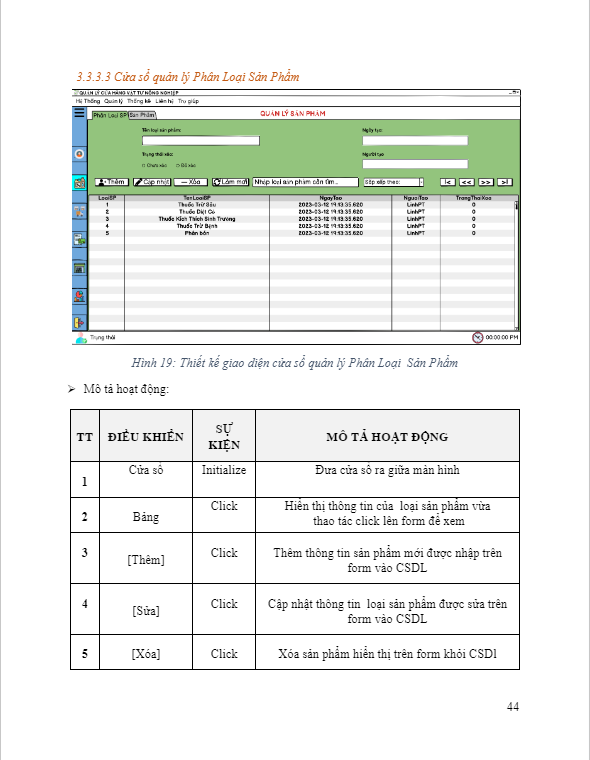 3.3.3.3 Cửa sổ quản lý Phân Loại Sản Phẩm
QUẢN LÝ CỬA HÀNG VẬT TƯ NÔNG NGHIỆP
Hệ Thống Quản lý Thống kê Liên hệ Trợ giúp
Phân Loại SP Sản Phẩm
QUẢN LÝ SẢN PHẨM
Tên loại sản phẩm: Ngày tạo:
Trạng thái xóa: Người tạo
Chưa xóa Đã xóa
Thêm Cập nhật Xóa Làm mới Nhập loại sản phẩm cần tìm... Sắp xếp theo: |< << >> >|
LoaiSP TenLoaiSP NgayTao NguoiTao TrangThaiXoa
1 Thuốc Trừ Sâu 2023-03-12 19:13:35.620 LinhPT 0
2 Thuốc Diệt Cỏ 2023-03-12 19:13:35.620 LinhPT 0
3 Thuốc Kích Thích Sinh Trưởng 2023-03-12 19:13:35.620 LinhPT 0
4 Thuốc Trừ Bệnh 2023-03-12 19:13:35.620 LinhPT 0
5 Phân bón 2023-03-12 19:13:35.620 LinhPT 0
Trạng thái 00:00:00 PM
Hình 19: Thiết kế giao diện cửa sổ quản lý Phân Loại Sản Phẩm
➢ Mô tả hoạt động:
TT ĐIỀU KHIỂN SỰ KIỆN MÔ TẢ HOẠT ĐỘNG
1 Cửa sổ Initialize Đưa cửa sổ ra giữa màn hình
2 Bảng Click Hiển thị thông tin của loại sản phẩm vừa
thao tác click lên form để xem
3 [Thêm] Click Thêm thông tin sản phẩm mới được nhập trên
form vào CSDL
4 [Sửa] Click Cập nhật thông tin loại sản phẩm được sửa trên
form vào CSDL
5 [Xóa] Click Xóa sản phẩm hiển thị trên form khỏi CSDl
44